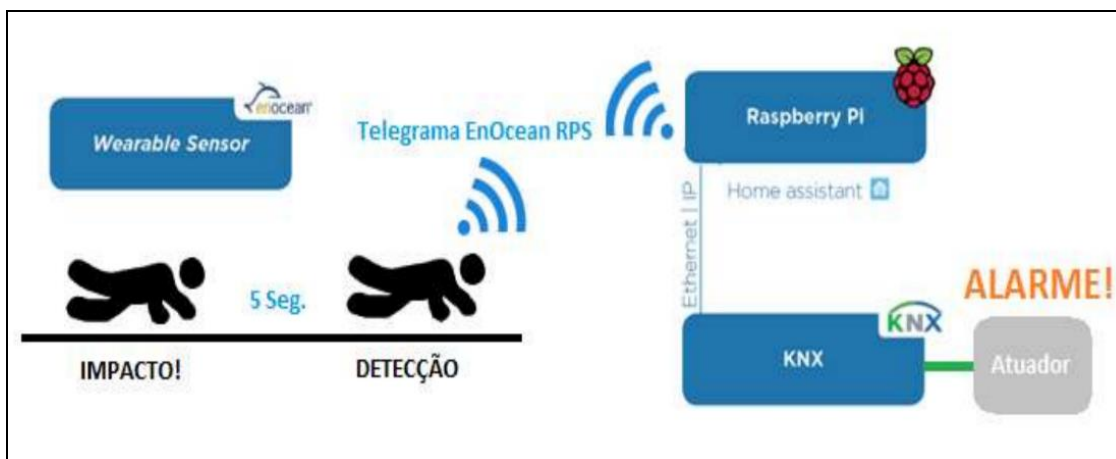 enocean
Wearable Sensor
Telegrama EnOcean RPS
Raspberry PI
Home assistant
Ethernet | IP
5 Seg.
IMPACTO!
DETECÇÃO
ALARME!
KNX
KNX
Atuador